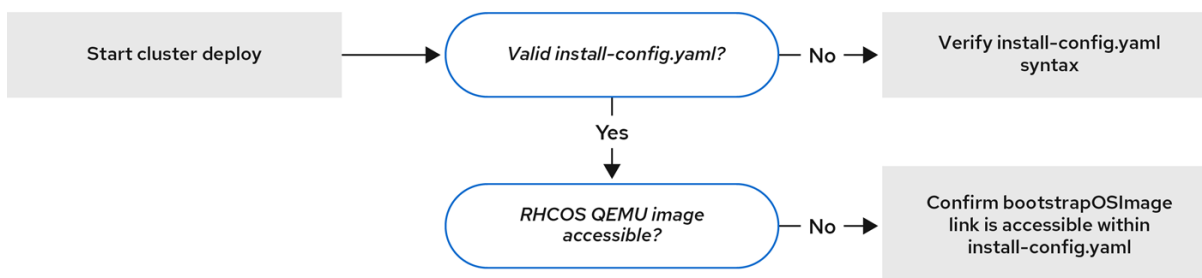 Start cluster deploy
Valid install-config.yaml?
No
Verify install-config.yaml
syntax
Yes
RHCOS QEMU image
accessible?
No
Confirm bootstrapOSImage
link is accessible within
install-config.yaml